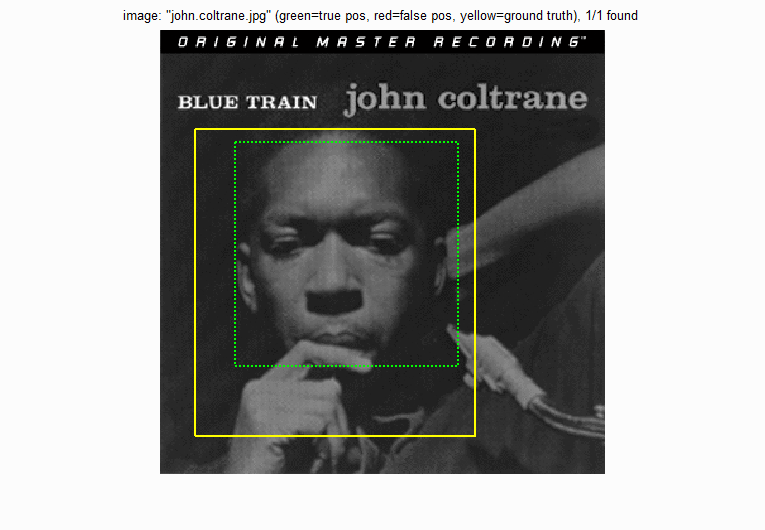 image: "john.coltrane.jpg" (green=true pos, red=false pos, yellow=ground truth), 1/1 found
ORIGINAL MASTER RECORDING™
BLUE TRAIN john coltrane